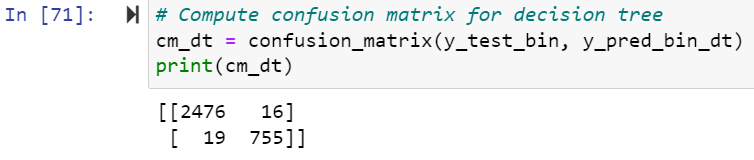 In [71]:
# Compute confusion matrix for decision tree
cm_dt = confusion_matrix(y_test_bin, y_pred_bin_dt)
print(cm_dt)
[[2476   16]
 [  19  755]]